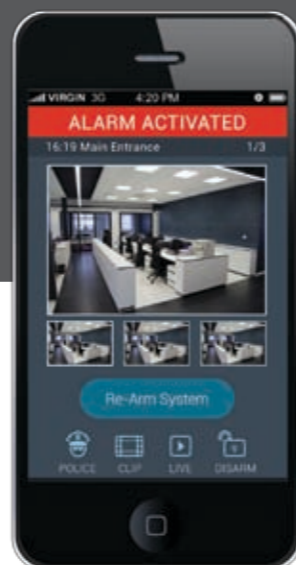 VIRGIN 3G 4:20 PM
ALARM ACTIVATED
16:19 Main Entrance 1/3
Re-Arm System
POLICE CLIP LIVE DISARM